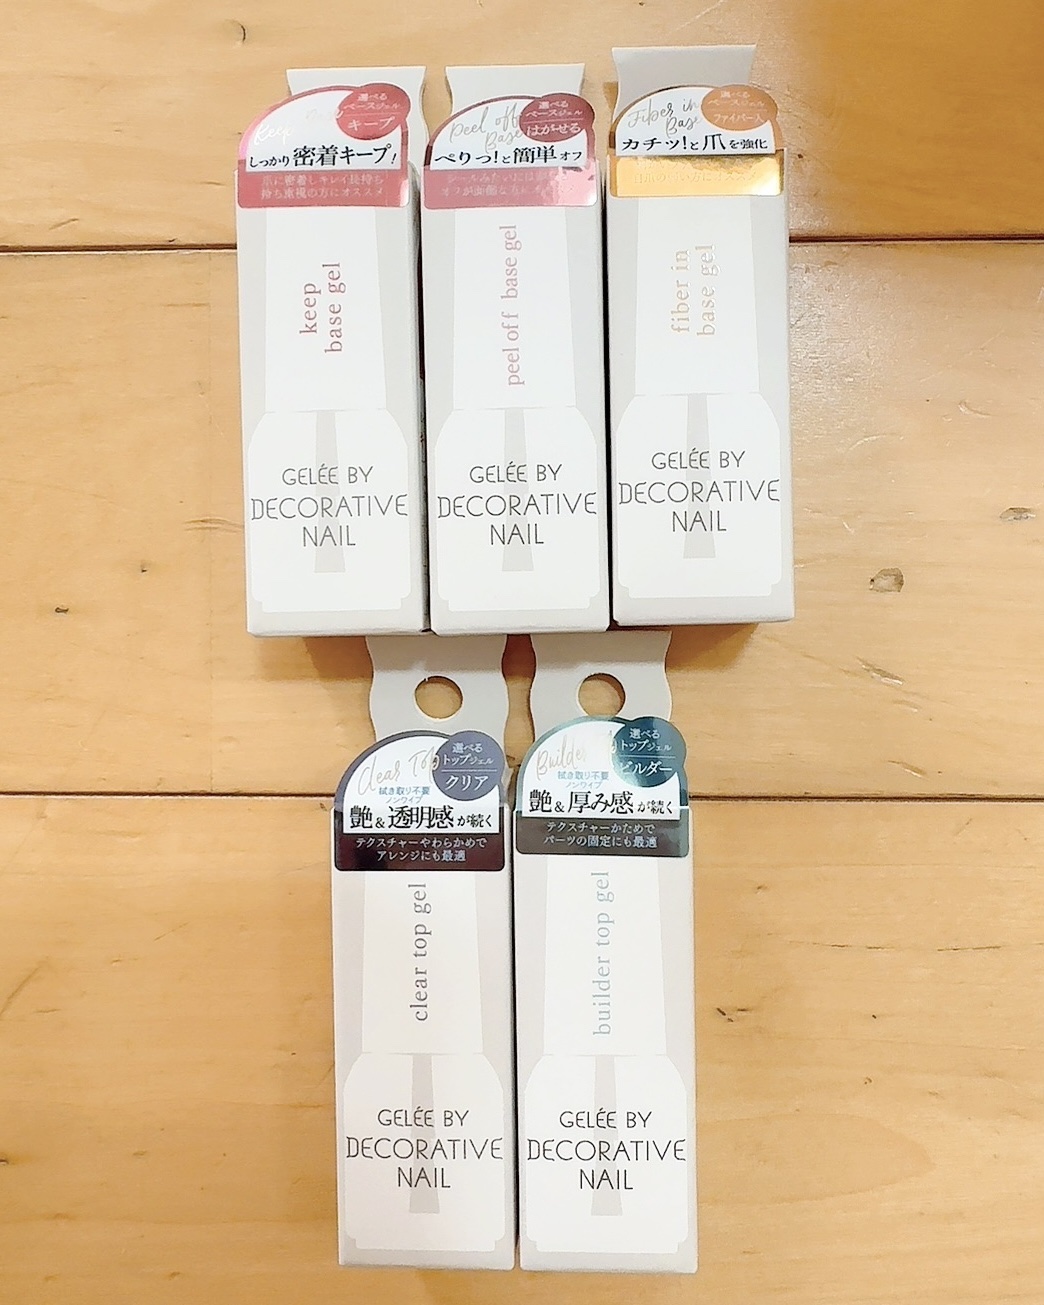 選べる
ベースジェル
キープ
しっかり密着キープ!
爪に密着しキレイ長持ち
持ち重視の方にオススメ
keep
base gel
GELÉE BY
DECORATIVE
NAIL
Peel off
Base
選べる
ベースジェル
はがせる
ぺりっ!と簡単オフ
peel off base gel
GELÉE BY
DECORATIVE
NAIL
Fiber in
Base
選べる
ベースジェル
ファイバー入
カチッ!と爪を強化
fiber in
base gel
GELÉE BY
DECORATIVE
NAIL
Clear Top
選べる
トップジェル
クリア
拭き取り不要
ノンワイプ
艶&透明感が続く
テクスチャーやわらかめで
アレンジにも最適
clear top gel
GELÉE BY
DECORATIVE
NAIL
Builder
選べる
トップジェル
ビルダー
拭き取り不要
ノンワイプ
艶&厚み感が続く
テクスチャーかためで
パーツの固定にも最適
builder top gel
GELÉE BY
DECORATIVE
NAIL